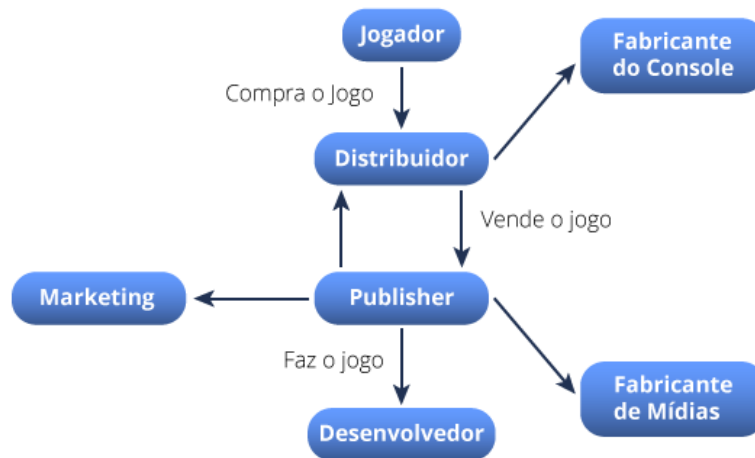 Jogador
Fabricante
do Console
Compra o Jogo
Distribuidor
Vende o jogo
Marketing
Publisher
Faz o jogo
Fabricante
de Mídias
Desenvolvedor